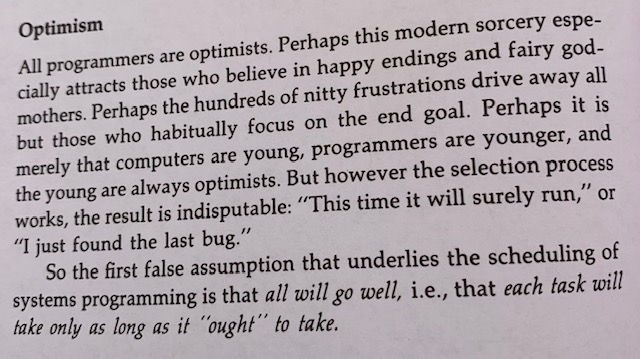 Optimism
All programmers are optimists. Perhaps this modern sorcery espe-
cially attracts those who believe in happy endings and fairy god-
mothers. Perhaps the hundreds of nitty frustrations drive away all
but those who habitually focus on the end goal. Perhaps it is
merely that computers are young, programmers are younger, and
the young are always optimists. But however the selection process
works, the result is indisputable: “This time it will surely run,” or
“I just found the last bug.”
So the first false assumption that underlies the scheduling of
systems programming is that all will go well, i.e., that each task will
take only as long as it “ought” to take.